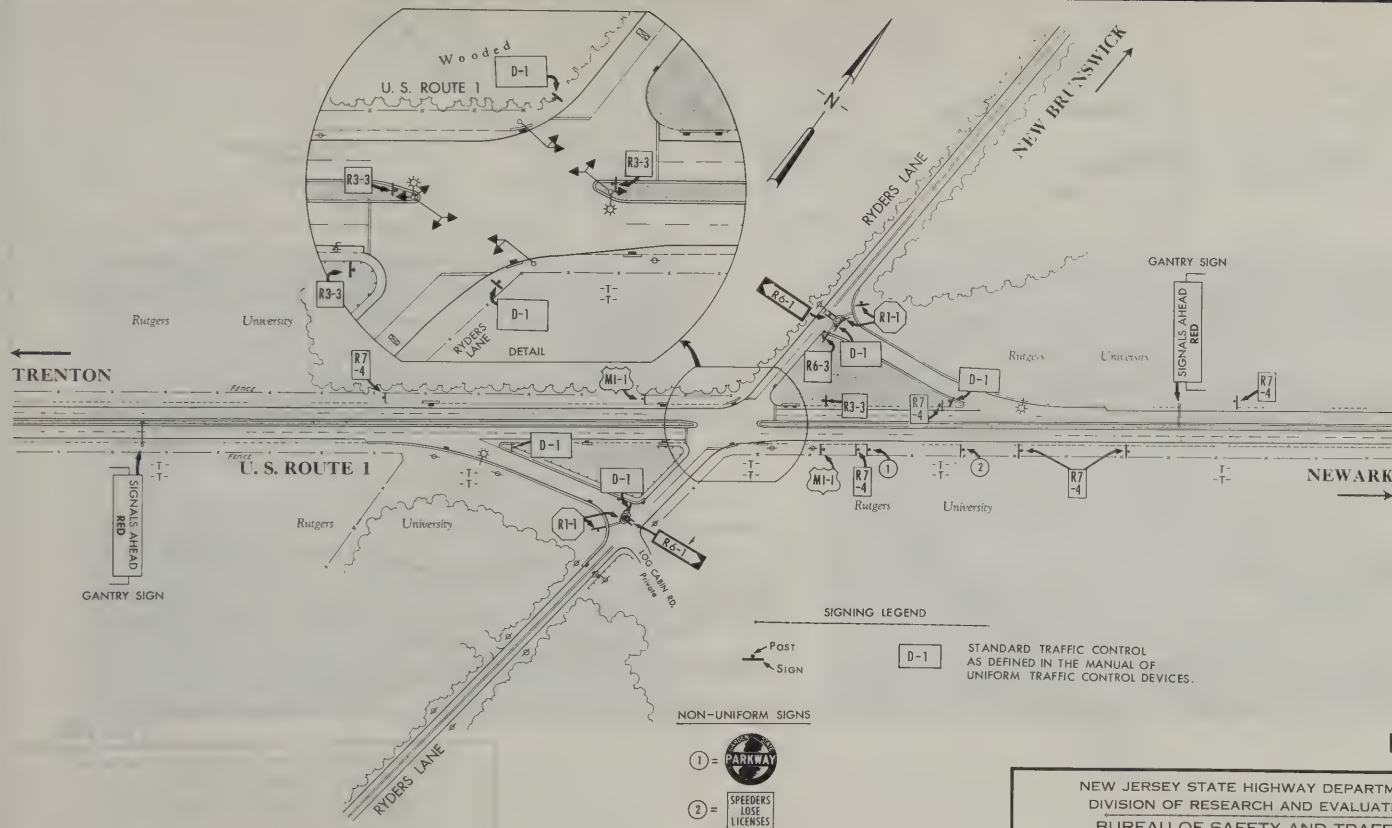 Wooded
D-1
U. S. ROUTE 1
R3-3
R3-3
R3-3
D-1
-T-
-T-
RYDERS
LANE
DETAIL
N
NEW BRUNSWICK
RYDERS LANE
GANTRY SIGN
SIGNALS AHEAD
RED
R6-1
R1-1
D-1
R6-3
Rutgers University
Rutgers University
TRENTON
Fence
R7
-4
M1-1
R3-3
R7
-4
D-1
R7
-4
Fence
U. S. ROUTE 1
-T-
-T-
-T-
-T-
D-1
-T-
-T-
M1-1
R7
-4
1
-T-
-T-
2
R7
-4
-T-
-T-
NEWARK
SIGNALS AHEAD
RED
GANTRY SIGN
Rutgers University
D-1
R1-1
R6-1
LOG CABIN RD.
Private
Rutgers University
RYDERS LANE
SIGNING LEGEND
POST
SIGN
D-1
STANDARD TRAFFIC CONTROL
AS DEFINED IN THE MANUAL OF
UNIFORM TRAFFIC CONTROL DEVICES.
NON-UNIFORM SIGNS
1 =
PARKWAY
2 =
SPEEDERS
LOSE
LICENSES
NEW JERSEY STATE HIGHWAY DEPARTM
DIVISION OF RESEARCH AND EVALUATI
BUREAU OF SAFETY AND TRAFF